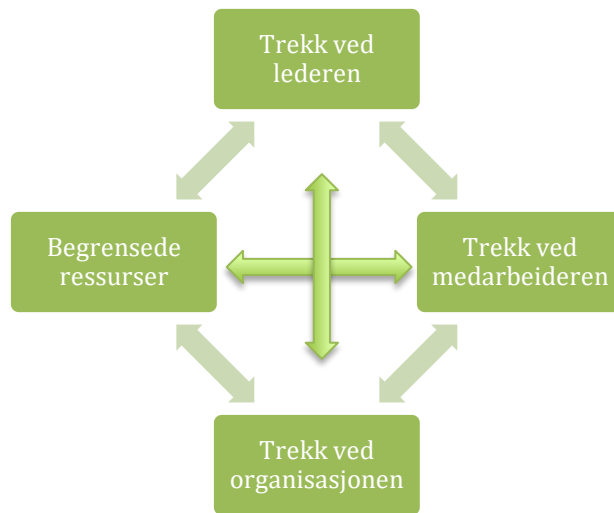 Trekk ved
lederen
Begrensede
ressurser
Trekk ved
medarbeideren
Trekk ved
organisasjonen